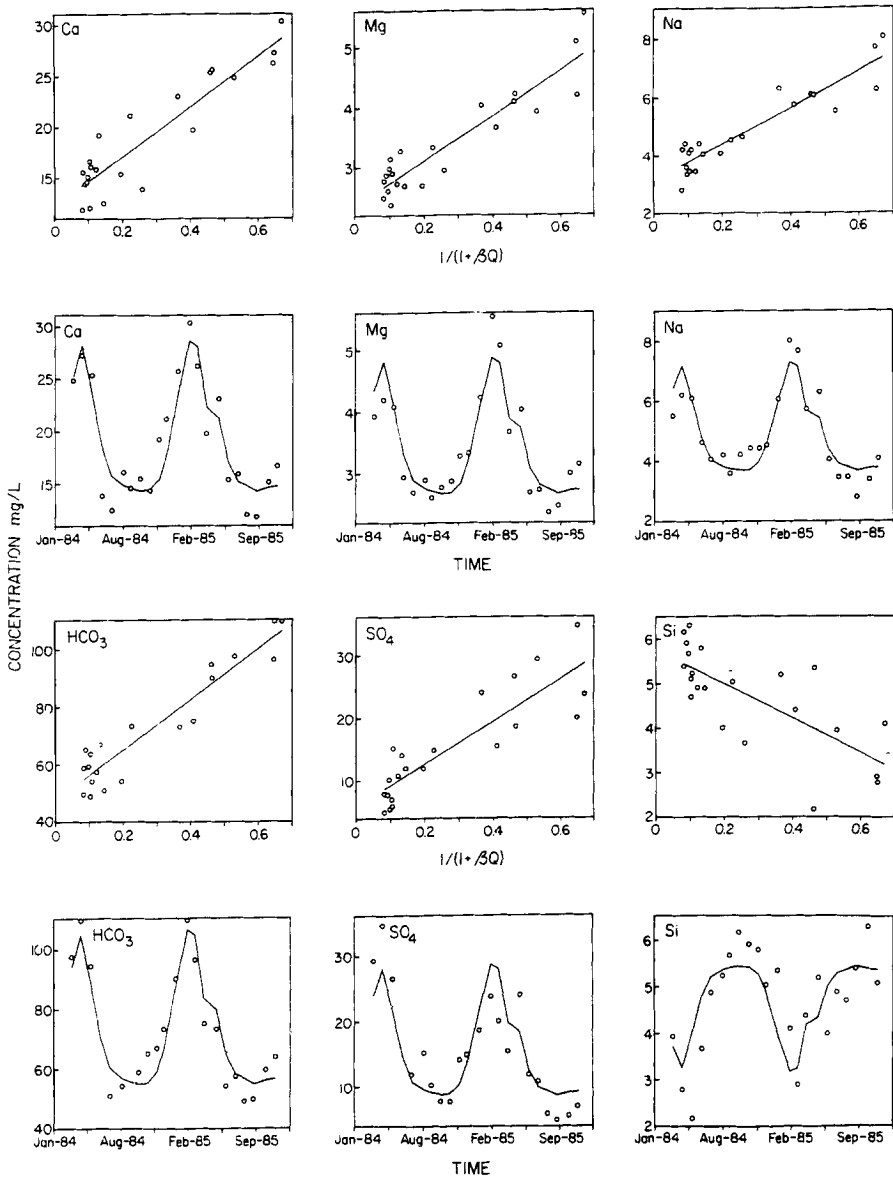 Ca
30
25
20
15
0
0.2
0.4
0.6
Mg
5
3
0
0.2
0.4
0.6
1/(1+βQ)
Na
8
6
4
2
0
0.2
0.4
0.6
Ca
30
25
20
15
Jan-84
Aug-84
Feb-85
Sep-85
Mg
5
3
Jan-84
Aug-84
Feb-85
Sep-85
TIME
Na
8
6
4
2
Jan-84
Aug-84
Feb-85
Sep-85
CONCENTRATION mg/L
HCO3
100
80
60
40
0
0.2
0.4
0.6
SO4
30
20
10
0
0.2
0.4
0.6
1/(1+βQ)
Si
6
5
4
3
2
0
0.2
0.4
0.6
HCO3
100
80
60
40
Jan-84
Aug-84
Feb-85
Sep-85
SO4
30
20
10
Jan-84
Aug-84
Feb-85
Sep-85
TIME
Si
6
5
4
3
2
Jan-84
Aug-84
Feb-85
Sep-85